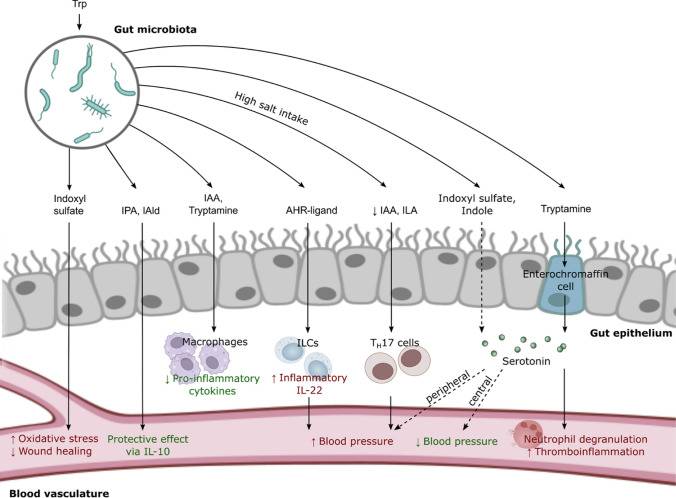 Trp
Gut microbiota
High salt intake
Indoxyl
sulfate
IPA, IAld
IAA,
Tryptamine
AHR-ligand
↓ IAA, ILA
Indoxyl sulfate,
Indole
Tryptamine
Enterochromaffin
cell
Gut epithelium
Macrophages
↓ Pro-inflammatory
cytokines
ILCs
↑ Inflammatory
IL-22
TH17 cells
Serotonin
peripheral
central
↑ Oxidative stress
↓ Wound healing
Protective effect
via IL-10
↑ Blood pressure
↓ Blood pressure
Neutrophil degranulation
↑ Thromboinflammation
Blood vasculature